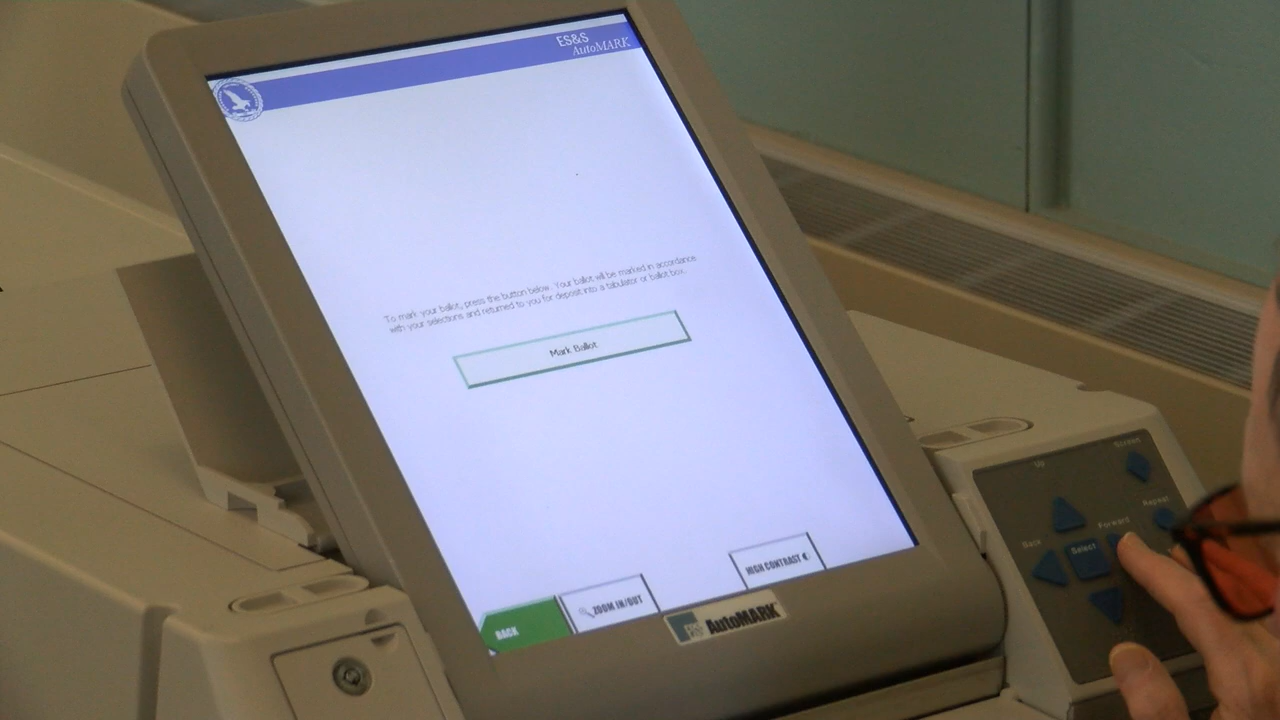 ES&S
AutoMARK
To mark your ballot, press the button below. Your ballot will be marked in accordance
with your selections and returned to you for deposit into a tabulator or ballot box.
Mark Ballot
HIGH CONTRAST
ZOOM IN/OUT
BACK
AutoMARK
Screen
Up
Repeat
Forward
Back
Select